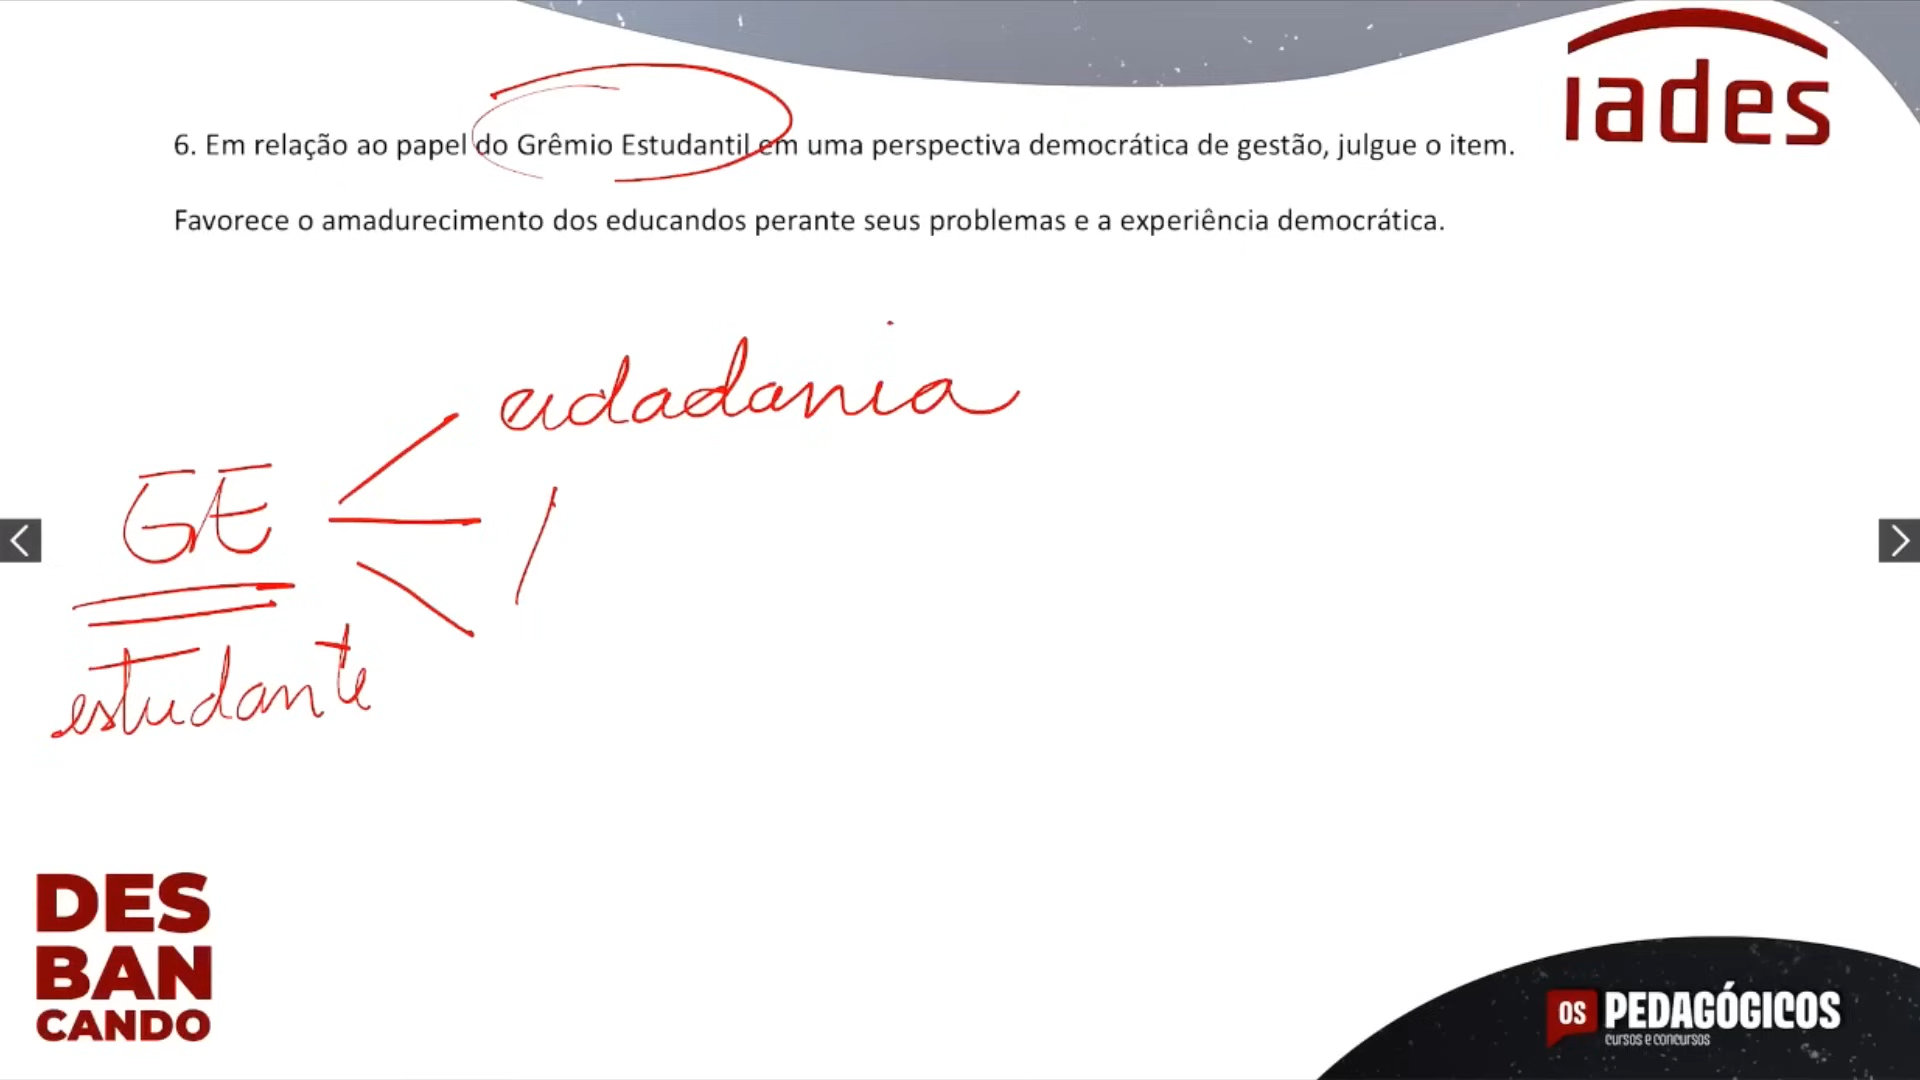 iades
6. Em relação ao papel do Grêmio Estudantil em uma perspectiva democrática de gestão, julgue o item.
Favorece o amadurecimento dos educandos perante seus problemas e a experiência democrática.
cidadania
GE
estudante
DES
BAN
CANDO
OS PEDAGÓGICOS
cursos e concursos